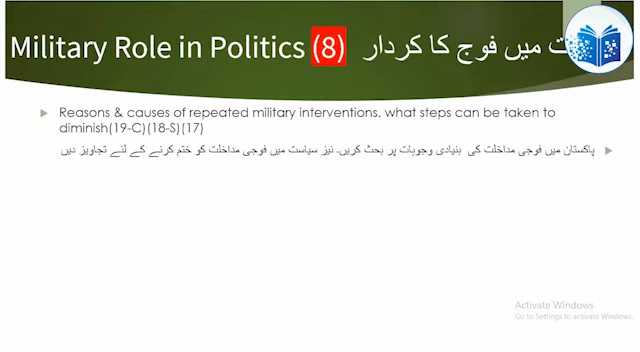 Military Role in Politics (8) میں فوج کا کردار
Reasons & causes of repeated military interventions. what steps can be taken to
diminish(19-C)(18-S)(17)
پاکستان میں فوجی مداخلت کی بنیادی وجوہات پر بحث کریں۔ نیز سیاست میں فوجی مداخلت کو ختم کرنے کے لئے تجاویز دیں
Activate Windows
Go to Settings to activate Windows.